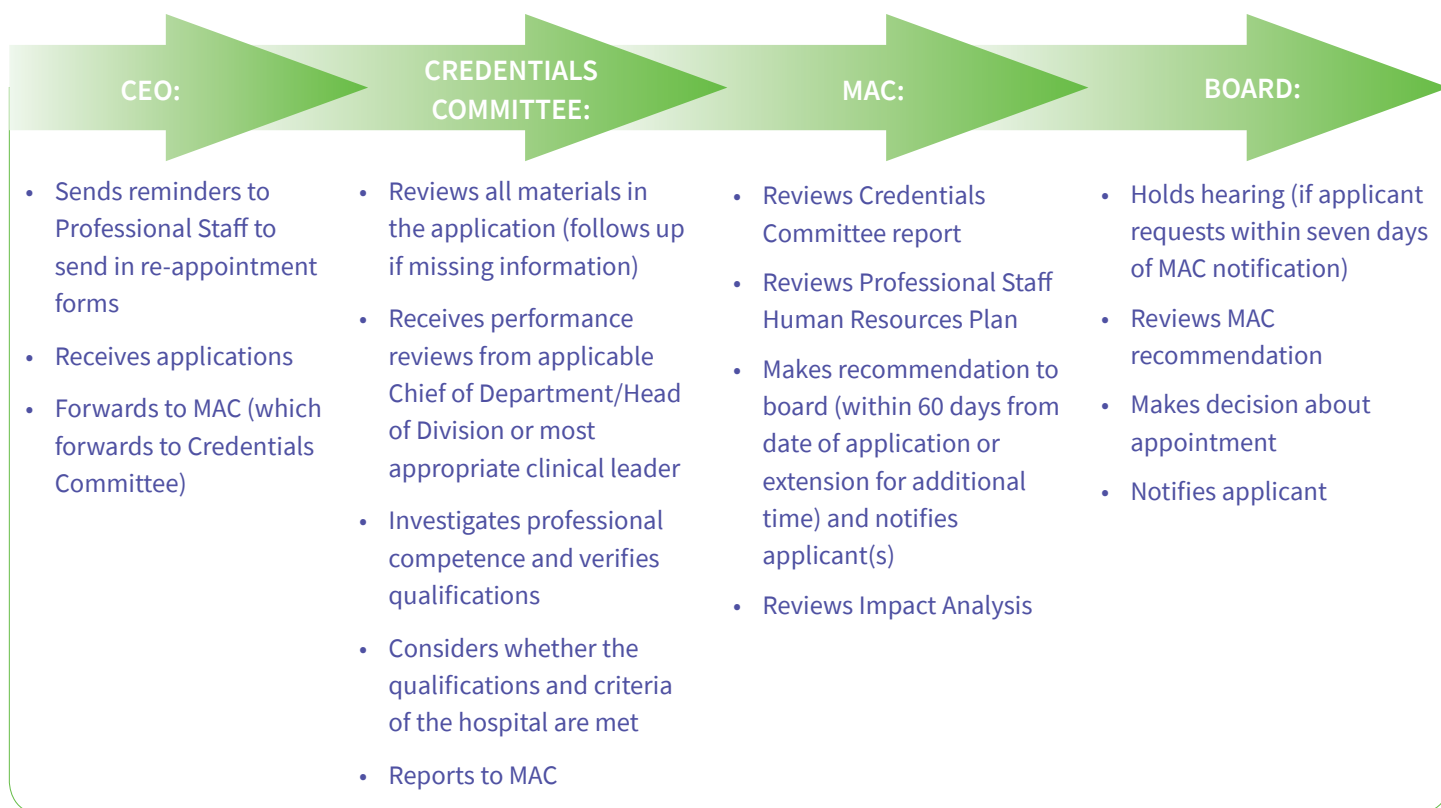 CEO:
• Sends reminders to
Professional Staff to
send in re-appointment
forms
• Receives applications
• Forwards to MAC (which
forwards to Credentials
Committee)
CREDENTIALS
COMMITTEE:
• Reviews all materials in
the application (follows up
if missing information)
• Receives performance
reviews from applicable
Chief of Department/Head
of Division or most
appropriate clinical leader
• Investigates professional
competence and verifies
qualifications
• Considers whether the
qualifications and criteria
of the hospital are met
• Reports to MAC
MAC:
• Reviews Credentials
Committee report
• Reviews Professional Staff
Human Resources Plan
• Makes recommendation to
board (within 60 days from
date of application or
extension for additional
time) and notifies
applicant(s)
• Reviews Impact Analysis
BOARD:
• Holds hearing (if applicant
requests within seven days
of MAC notification)
• Reviews MAC
recommendation
• Makes decision about
appointment
• Notifies applicant